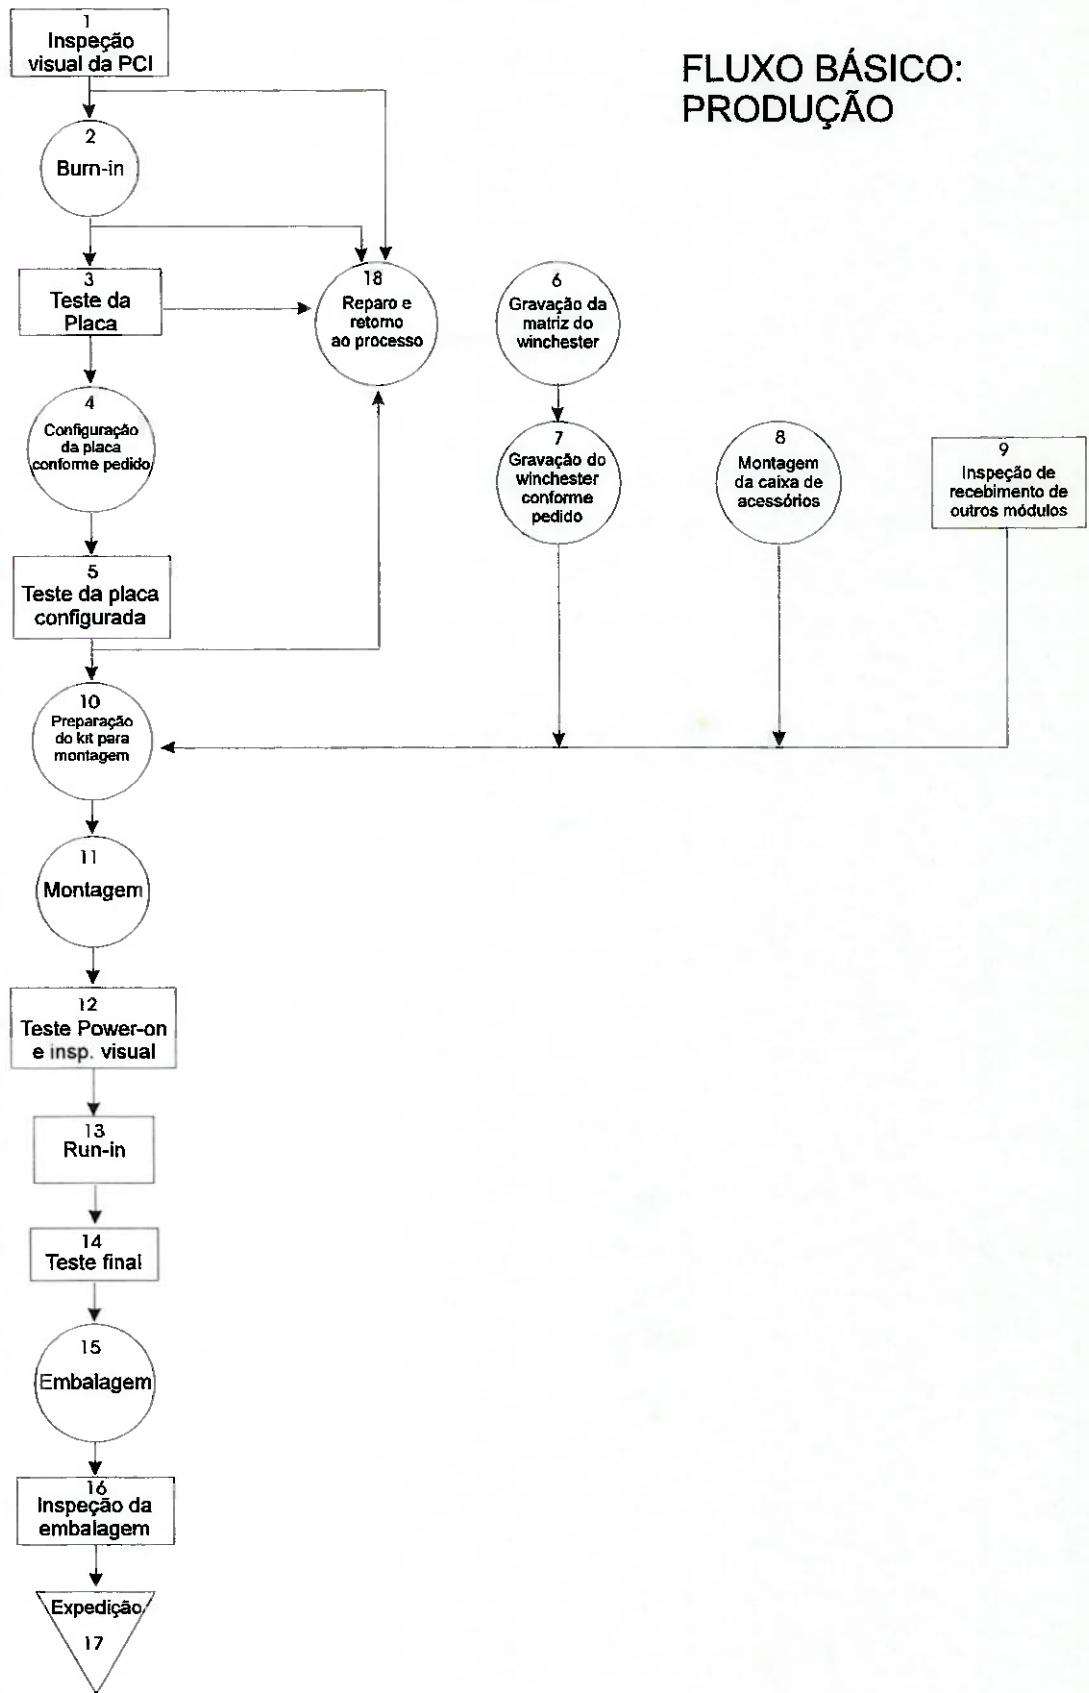 FLUXO BÁSICO:
PRODUÇÃO
1
Inspeção
visual da PCI
2
Burn-in
3
Teste da
Placa
18
Reparo e
retorno
ao processo
4
Configuração
da placa
conforme pedido
5
Teste da placa
configurada
6
Gravação da
matriz do
winchester
7
Gravação do
winchester
conforme
pedido
8
Montagem
da caixa de
acessórios
9
Inspeção de
recebimento de
outros módulos
10
Preparação
do kit para
montagem
11
Montagem
12
Teste Power-on
e insp. visual
13
Run-in
14
Teste final
15
Embalagem
16
Inspeção da
embalagem
Expedição
17